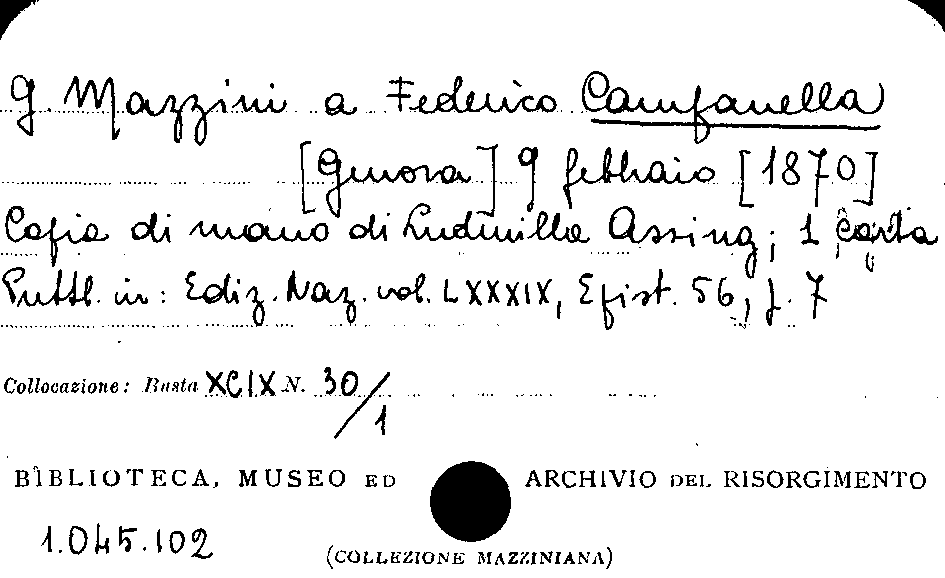 G. Mazzini a Federico Campanella
[Genova] 9 febbraio [1870]
Copia di mano di Ludmilla Assing; 1 carta
Pubbl. in: Ediz. Naz. vol. LXXXIX, Epist. 56, p. 7
Collocazione: Busta XCIX N. 30/1
BIBLIOTECA, MUSEO ED ARCHIVIO DEL RISORGIMENTO
1.045.102
(COLLEZIONE MAZZINIANA)